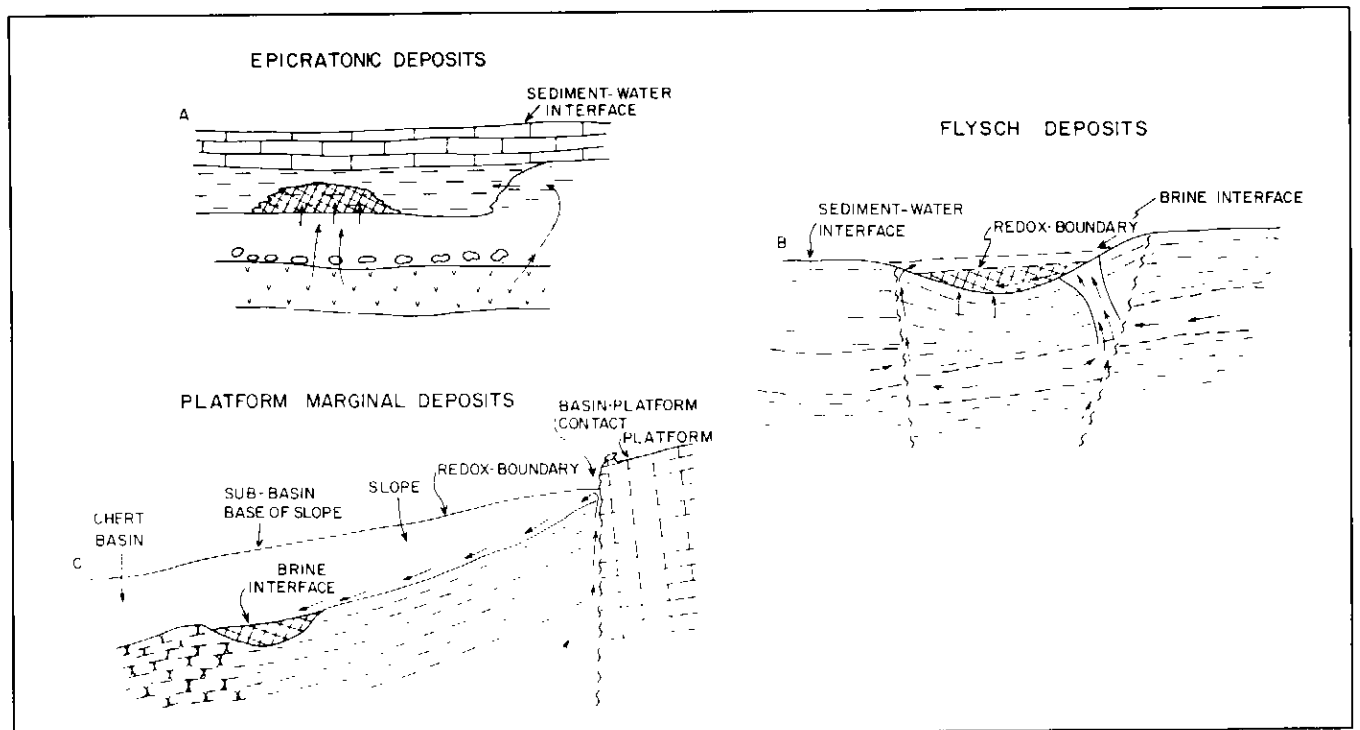 EPICRATONIC DEPOSITS
A
SEDIMENT-WATER
INTERFACE
FLYSCH DEPOSITS
B
SEDIMENT-WATER
INTERFACE
REDOX-BOUNDARY
BRINE INTERFACE
PLATFORM MARGINAL DEPOSITS
C
CHERT
BASIN
SUB-BASIN
BASE OF SLOPE
BRINE
INTERFACE
SLOPE
REDOX-BOUNDARY
BASIN-PLATFORM
CONTACT
PLATFORM